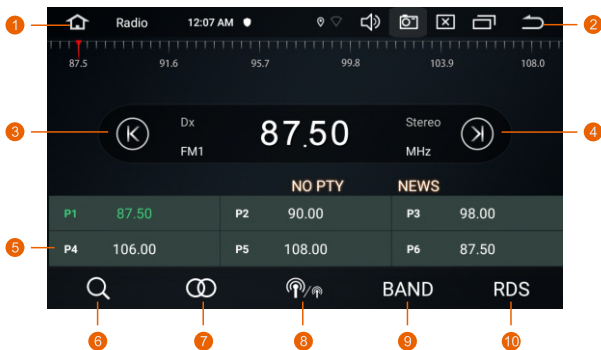 1 Radio 12:07 AM 2
87.5 91.6 95.7 99.8 103.9 108.0
Dx Stereo
3 87.50 4
FM1 MHz
NO PTY NEWS
P1 87.50 P2 90.00 P3 98.00
5 P4 106.00 P5 108.00 P6 87.50
BAND RDS
6 7 8 9 10